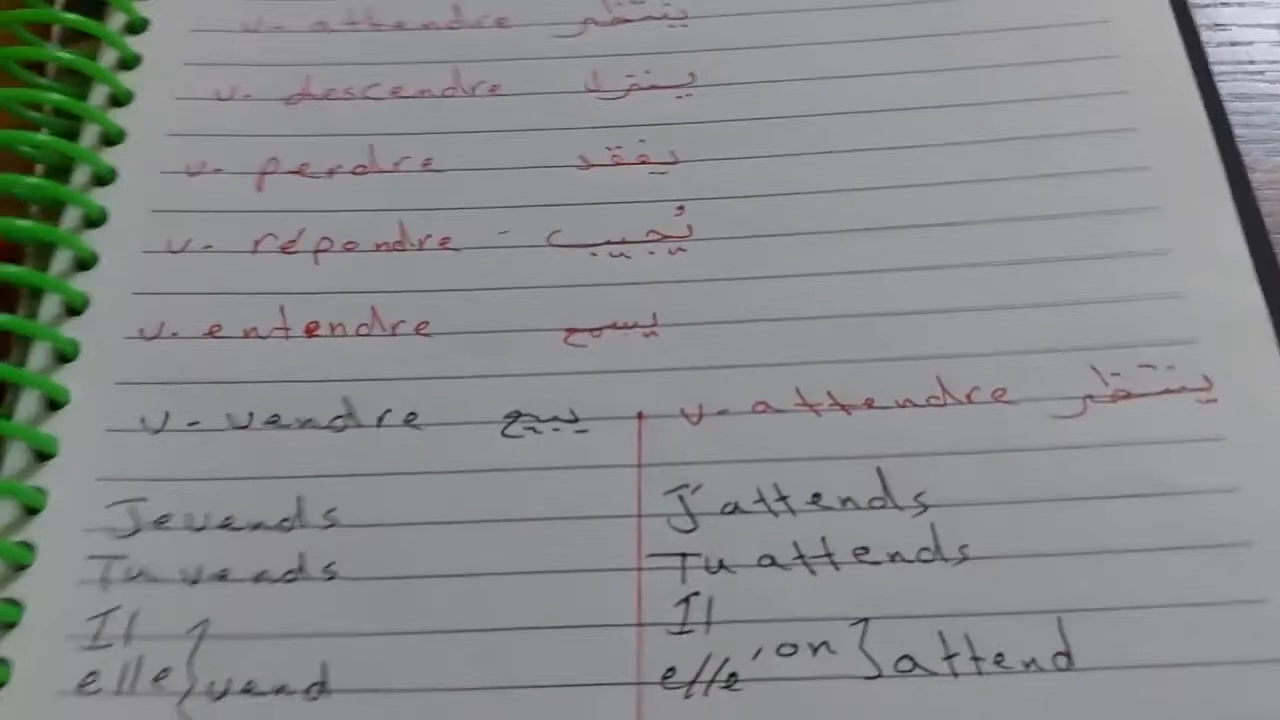 v- attendre ينتظر
v- descendre ينزل
v- perdre يفقد
v- répondre - يُجيب
v- entendre يسمع
v- vendre يبيع
v- attendre ينتظر
Je vends
Tu vends
Il
elle } vend
J'attends
Tu attends
Il
elle ' on } attend